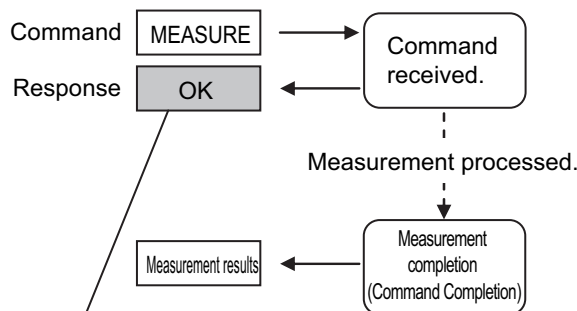 Command MEASURE
Command
received.
Response OK
Measurement processed.
Measurement
completion
(Command Completion)
Measurement results